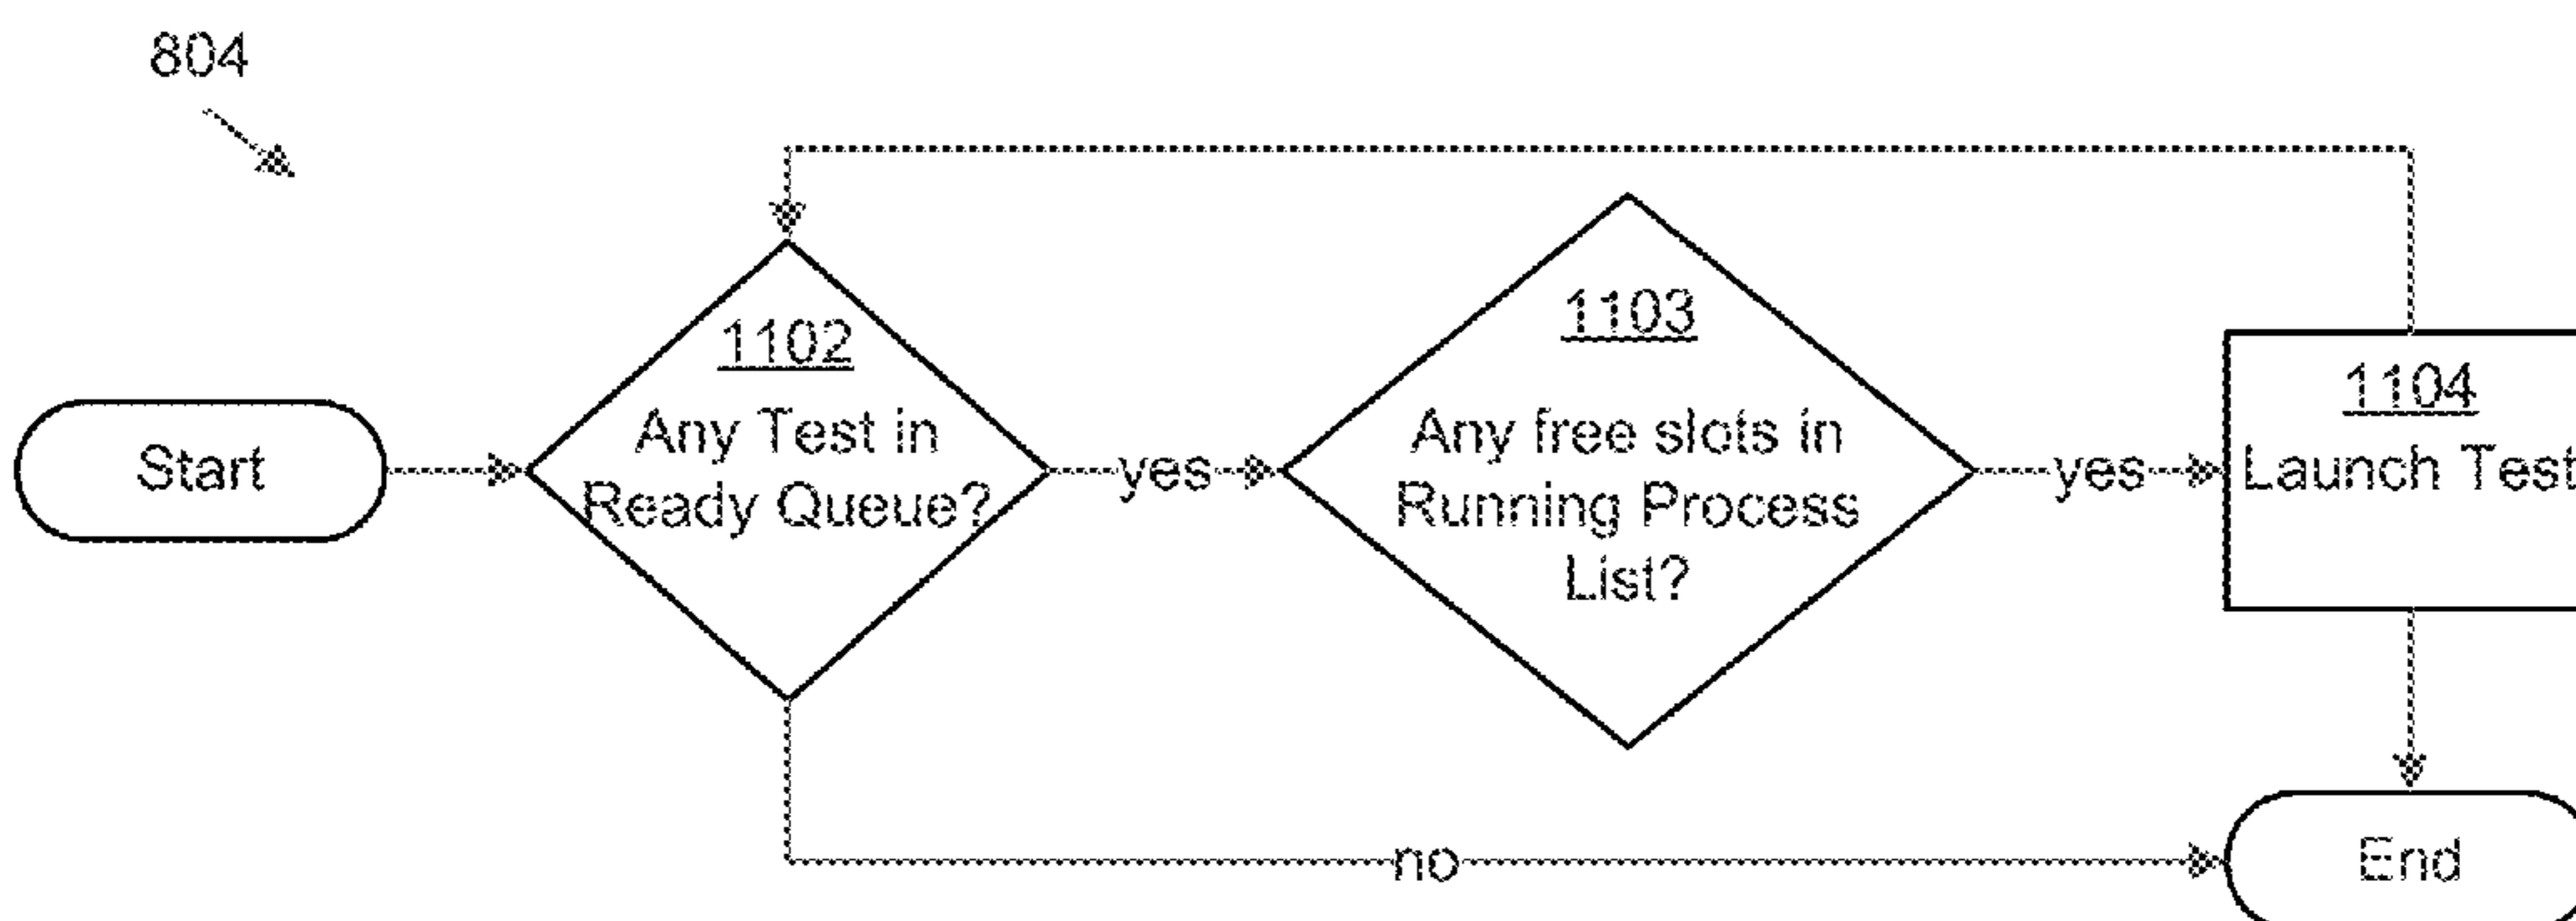 804
Start
1102
Any Test in
Ready Queue?
yes
1103
Any free slots in
Running Process
List?
yes
1104
Launch Test
no
End